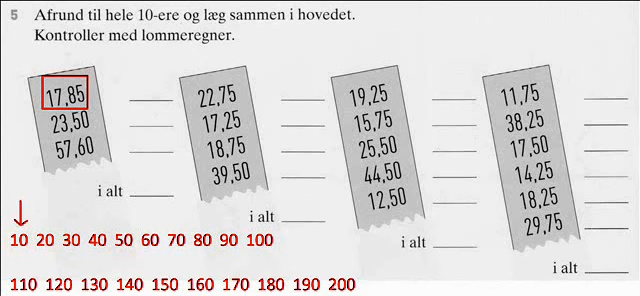 5 Afrund til hele 10-ere og læg sammen i hovedet.
Kontroller med lommeregner.
17,85
23,50
57,60
i alt
22,75
17,25
18,75
39,50
i alt
19,25
15,75
25,50
44,50
12,50
i alt
11,75
38,25
17,50
14,25
18,25
29,75
i alt
10 20 30 40 50 60 70 80 90 100
110 120 130 140 150 160 170 180 190 200